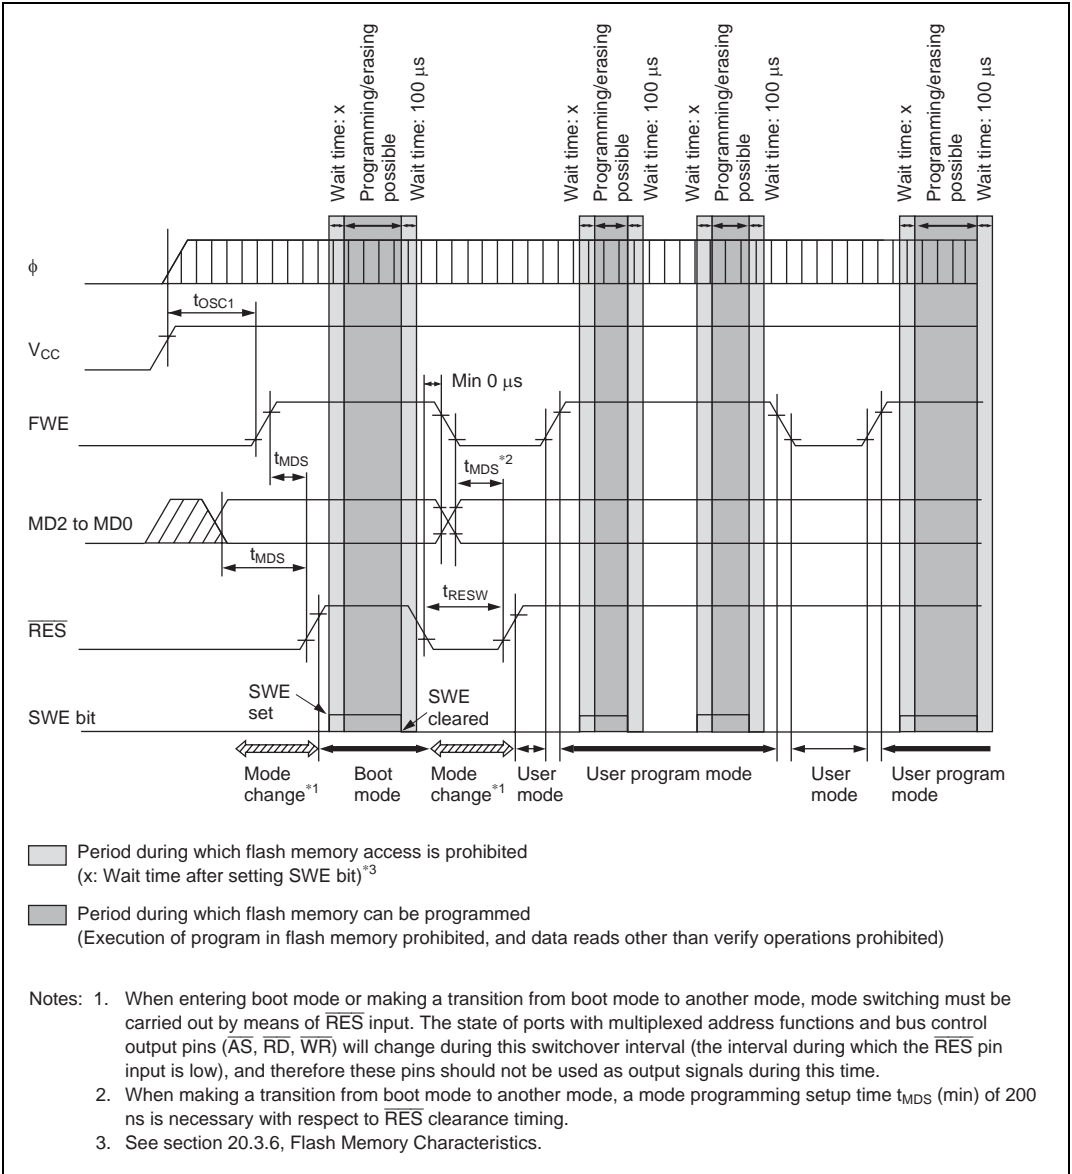 Wait time: x
Programming/erasing
possible
Wait time: 100 μs
Wait time: x
Programming/erasing
possible
Wait time: 100 μs
Wait time: x
Programming/erasing
possible
Wait time: 100 μs
Wait time: x
Programming/erasing
possible
Wait time: 100 μs
ϕ
tOSC1
VCC
Min 0 μs
FWE
tMDS
tMDS*2
MD2 to MD0
tMDS
tRESW
RES
SWE
set
SWE
cleared
SWE bit
Mode
change*1
Boot
mode
Mode
change*1
User
mode
User program mode
User
mode
User program
mode
Period during which flash memory access is prohibited
(x: Wait time after setting SWE bit)*3
Period during which flash memory can be programmed
(Execution of program in flash memory prohibited, and data reads other than verify operations prohibited)
Notes: 1. When entering boot mode or making a transition from boot mode to another mode, mode switching must be
carried out by means of RES input. The state of ports with multiplexed address functions and bus control
output pins (AS, RD, WR) will change during this switchover interval (the interval during which the RES pin
input is low), and therefore these pins should not be used as output signals during this time.
2. When making a transition from boot mode to another mode, a mode programming setup time tMDS (min) of 200
ns is necessary with respect to RES clearance timing.
3. See section 20.3.6, Flash Memory Characteristics.